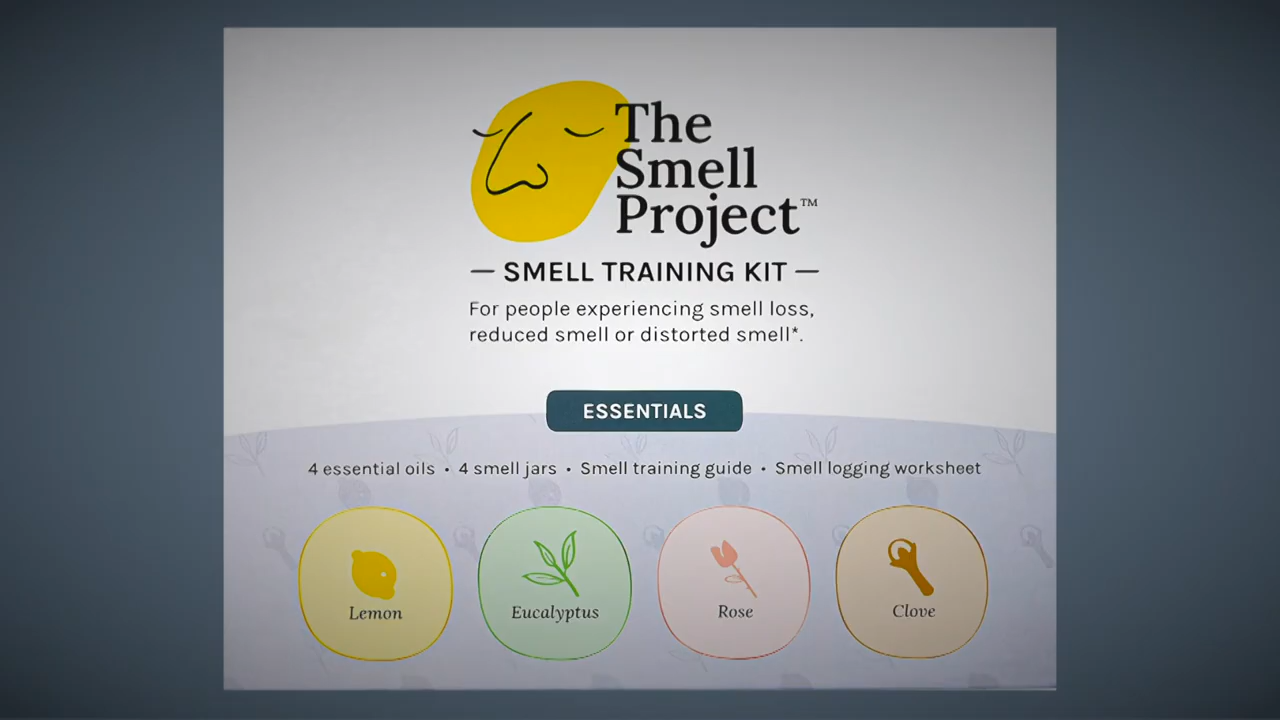 The
Smell
Project™
— SMELL TRAINING KIT —
For people experiencing smell loss,
reduced smell or distorted smell*.
ESSENTIALS
4 essential oils • 4 smell jars • Smell training guide • Smell logging worksheet
Lemon
Eucalyptus
Rose
Clove